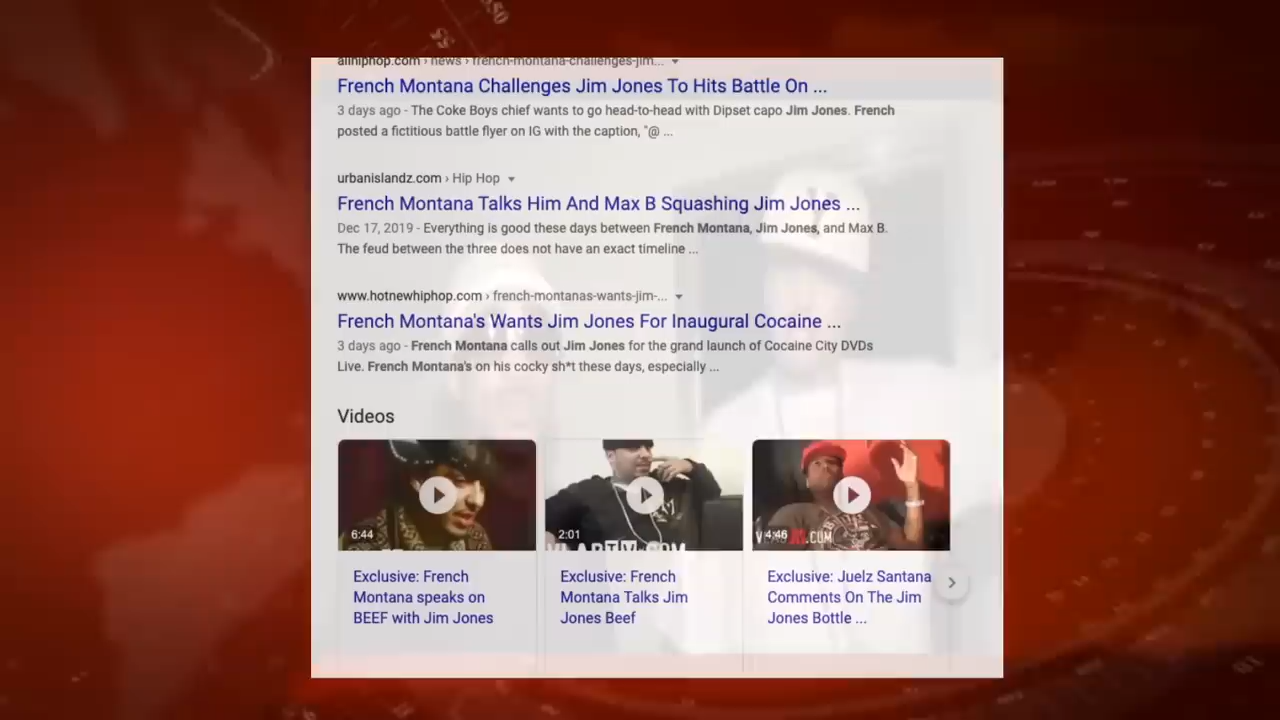 allhiphop.com › news › french-montana-challenges-jim...
French Montana Challenges Jim Jones To Hits Battle On ...
3 days ago - The Coke Boys chief wants to go head-to-head with Dipset capo Jim Jones. French
posted a fictitious battle flyer on IG with the caption, "@ ...
urbanislandz.com › Hip Hop
French Montana Talks Him And Max B Squashing Jim Jones ...
Dec 17, 2019 - Everything is good these days between French Montana, Jim Jones, and Max B.
The feud between the three does not have an exact timeline ...
www.hotnewhiphop.com › french-montanas-wants-jim-...
French Montana's Wants Jim Jones For Inaugural Cocaine ...
3 days ago - French Montana calls out Jim Jones for the grand launch of Cocaine City DVDs
Live. French Montana's on his cocky sh*t these days, especially ...
Videos
6:44
2:01
4:46
VLADTV.COM
Exclusive: French
Montana speaks on
BEEF with Jim Jones
Exclusive: French
Montana Talks Jim
Jones Beef
Exclusive: Juelz Santana
Comments On The Jim
Jones Bottle ...